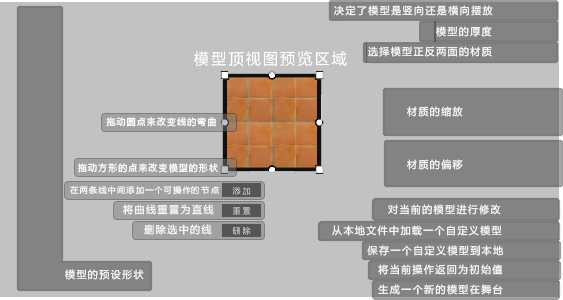 决定了模型是竖向还是横向摆放
模型的厚度
选择模型正反两面的材质
模型顶视图预览区域
材质的缩放
拖动圆点来改变线的弯曲
材质的偏移
拖动方形的点来改变模型的形状
在两条线中间添加一个可操作的节点 添加
将曲线重置为直线 重置
删除选中的线 删除
对当前的模型进行修改
从本地文件中加载一个自定义模型
保存一个自定义模型到本地
将当前操作返回为初始值
生成一个新的模型在舞台
模型的预设形状